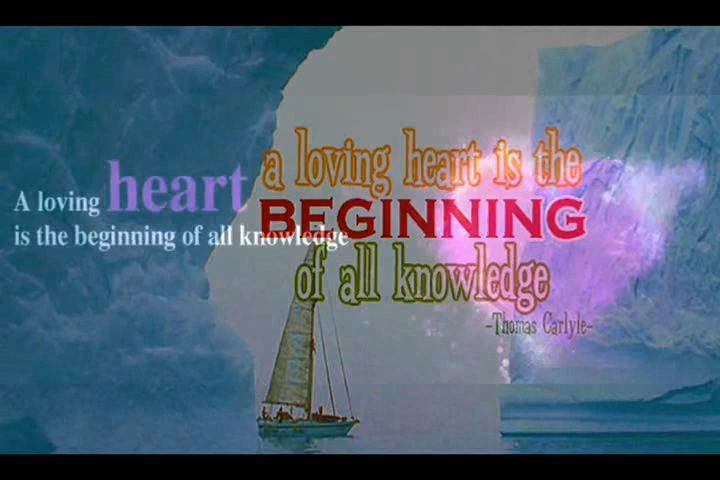 A loving heart
is the beginning of all knowledge
a loving heart is the
BEGINNING
of all knowledge
-Thomas Carlyle-